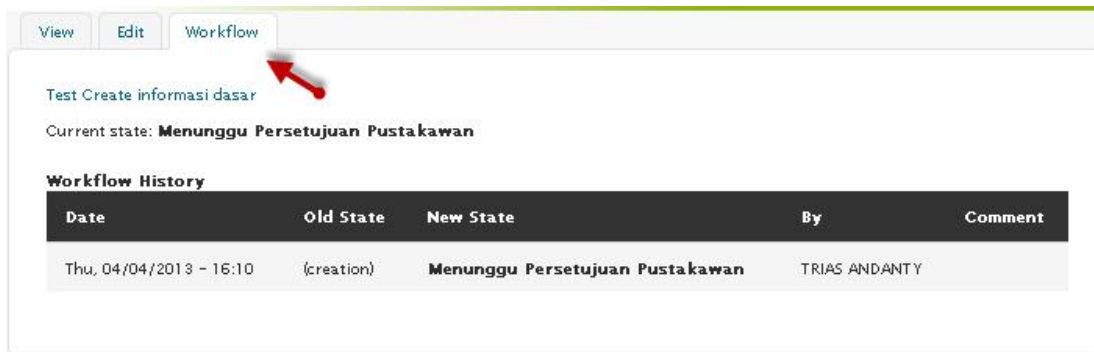 View Edit Workflow
Test Create informasi dasar
Current state: Menunggu Persetujuan Pustakawan
Workflow History
Date Old State New State By Comment
Thu, 04/04/2013 - 16:10 (creation) Menunggu Persetujuan Pustakawan TRIAS ANDANTY